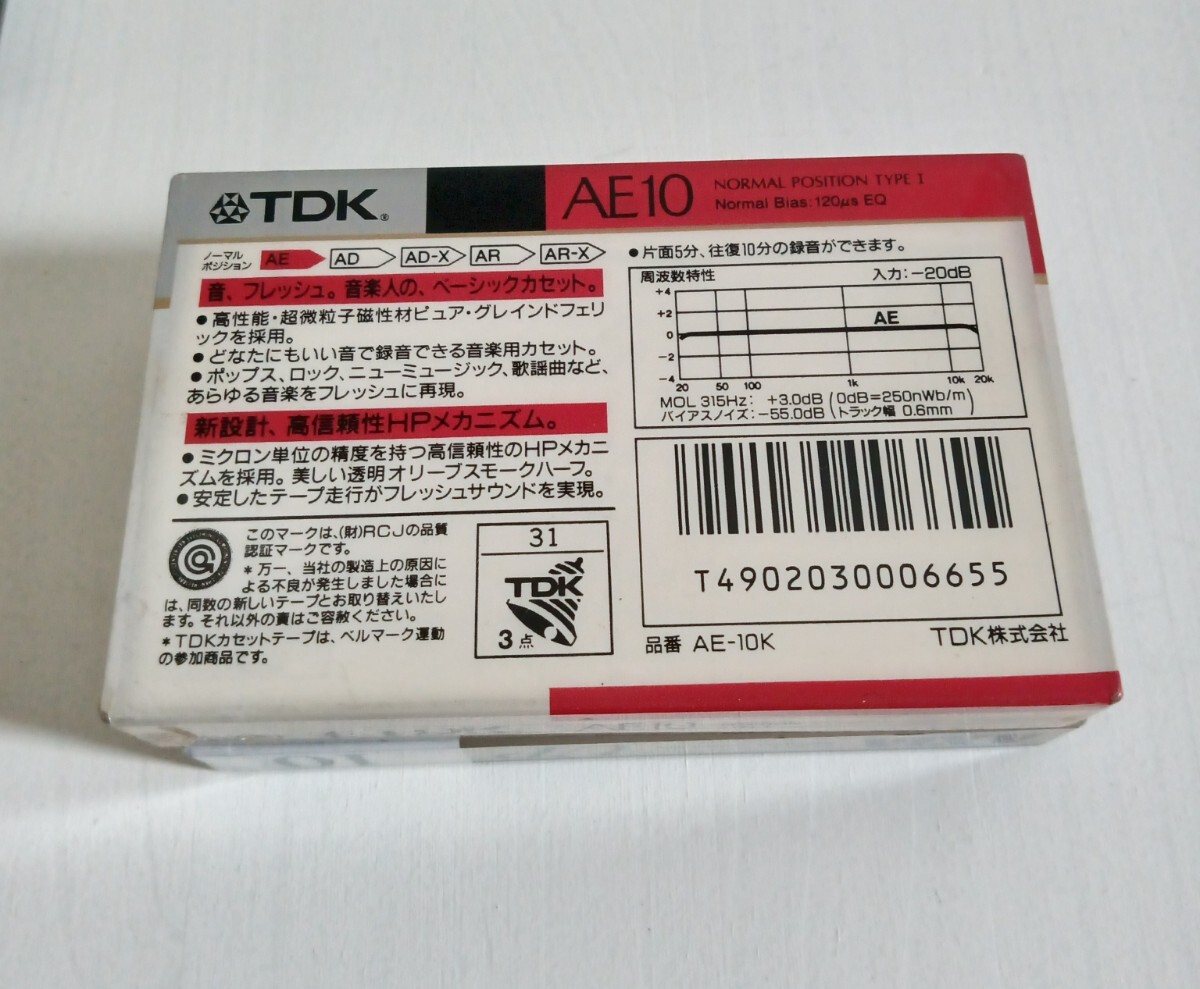 TDK®
AE10
NORMAL POSITION TYPE I
Normal Bias:120μs EQ
ノーマル
ポジション
AE AD AD-X AR AR-X
音、フレッシュ。音楽人の、ベーシックカセット。
●高性能・超微粒子磁性材ピュア・グレインドフェリ
ックを採用。
●どなたにもいい音で録音できる音楽用カセット。
●ポップス、ロック、ニューミュージック、歌謡曲など、
あらゆる音楽をフレッシュに再現。
新設計、高信頼性HPメカニズム。
●ミクロン単位の精度を持つ高信頼性のHPメカニ
ズムを採用。美しい透明オリーブスモークハーフ。
●安定したテープ走行がフレッシュサウンドを実現。
このマークは、(財)RCJの品質
認証マークです。
*万一、当社の製造上の原因に
よる不良が発生しました場合に
は、同数の新しいテープとお取り替えいたし
ます。それ以外の責はご容赦ください。
*TDKカセットテープは、ベルマーク運動
の参加商品です。
31
TDK
3点
●片面5分、往復10分の録音ができます。
周波数特性 入力:-20dB
+4
+2
0
-2
-4
AE
20 50 100 1k 10k 20k
MOL 315Hz: +3.0dB (0dB=250nWb/m)
バイアスノイズ: -55.0dB (トラック幅 0.6mm)
T4902030006655
品番 AE-10K
TDK株式会社
AE10